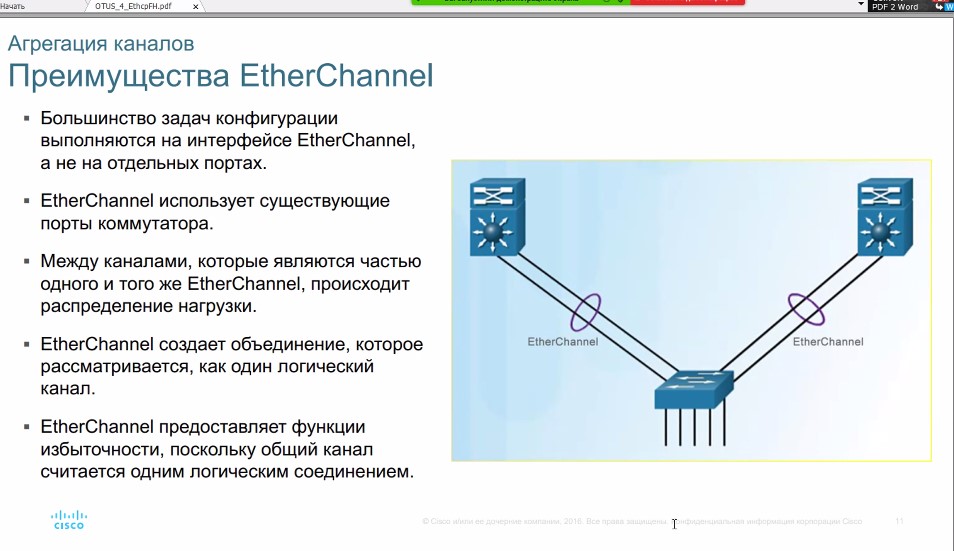 Начать
OTUS_4_EthcpFH.pdf
PDF 2 Word
Агрегация каналов
Преимущества EtherChannel
Большинство задач конфигурации
выполняются на интерфейсе EtherChannel,
а не на отдельных портах.
EtherChannel использует существующие
порты коммутатора.
Между каналами, которые являются частью
одного и того же EtherChannel, происходит
распределение нагрузки.
EtherChannel создает объединение, которое
рассматривается, как один логический
канал.
EtherChannel предоставляет функции
избыточности, поскольку общий канал
считается одним логическим соединением.
EtherChannel
EtherChannel
CISCO
© Cisco и/или ее дочерние компании, 2016. Все права защищены. Конфиденциальная информация корпорации Cisco
11